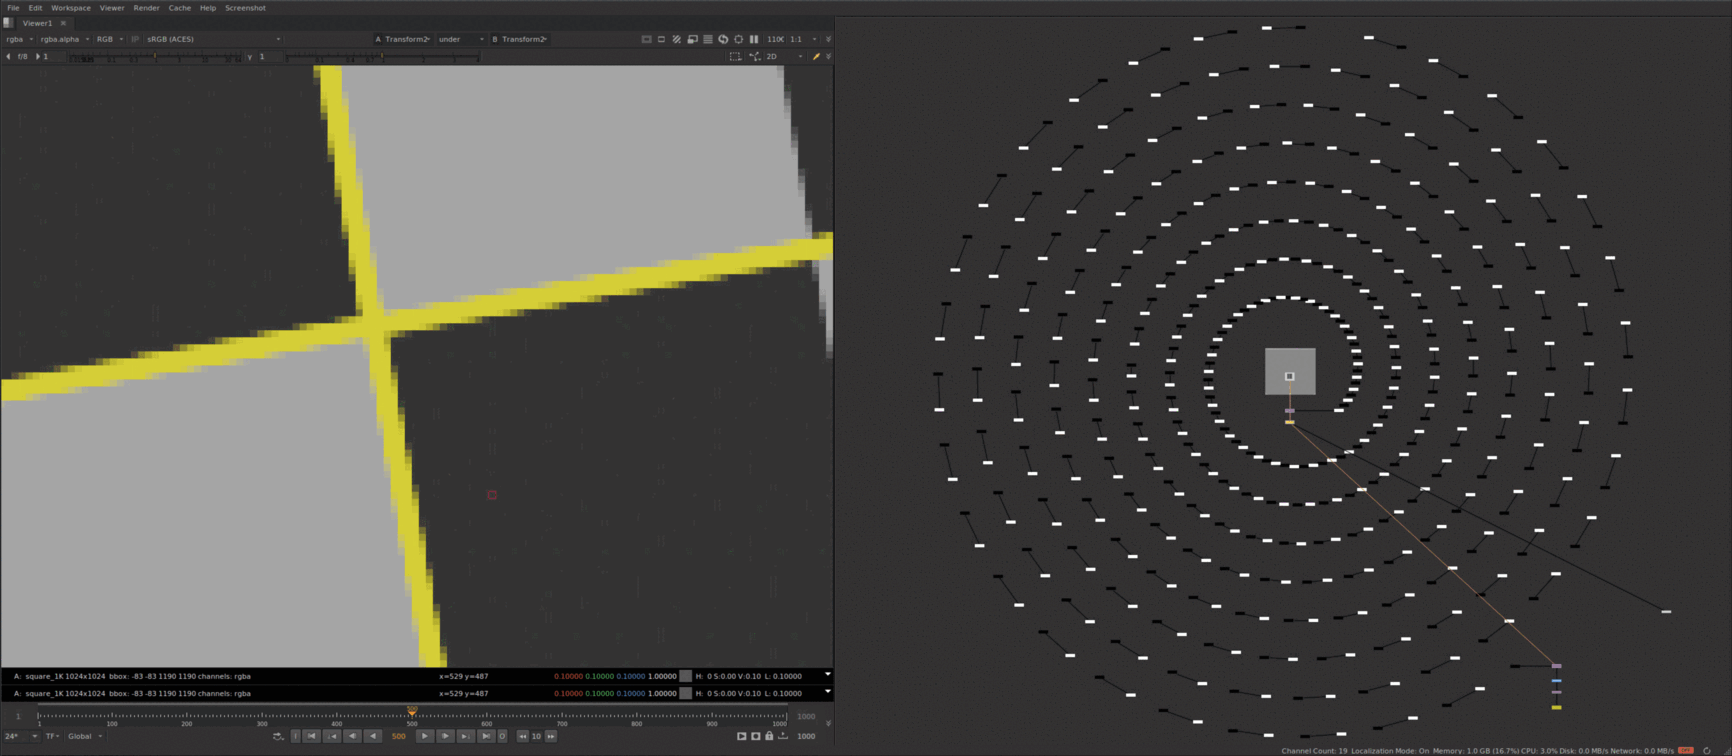 File Edit Workspace Viewer Render Cache Help Screenshot
Viewer1
rgba rgba.alpha RGB IP sRGB (ACES) A Transform2 under B Transform2 1:1
f/8 1 γ 1 2D
A: square_1K 1024x1024 bbox: -83 -83 1190 1190 channels: rgba x=529 y=487 0.10000 0.10000 0.10000 1.00000 H: 0 S:0.00 V:0.10 L: 0.10000
A: square_1K 1024x1024 bbox: -83 -83 1190 1190 channels: rgba x=529 y=487 0.10000 0.10000 0.10000 1.00000 H: 0 S:0.00 V:0.10 L: 0.10000
500
1 1000
1 100 200 300 400 500 600 700 800 900 1000
24* TF Global 500 10 1000
Channel Count: 19 Localization Mode: On Memory: 1.0 GB (16.7%) CPU: 3.0% Disk: 0.0 MB/s Network: 0.0 MB/s